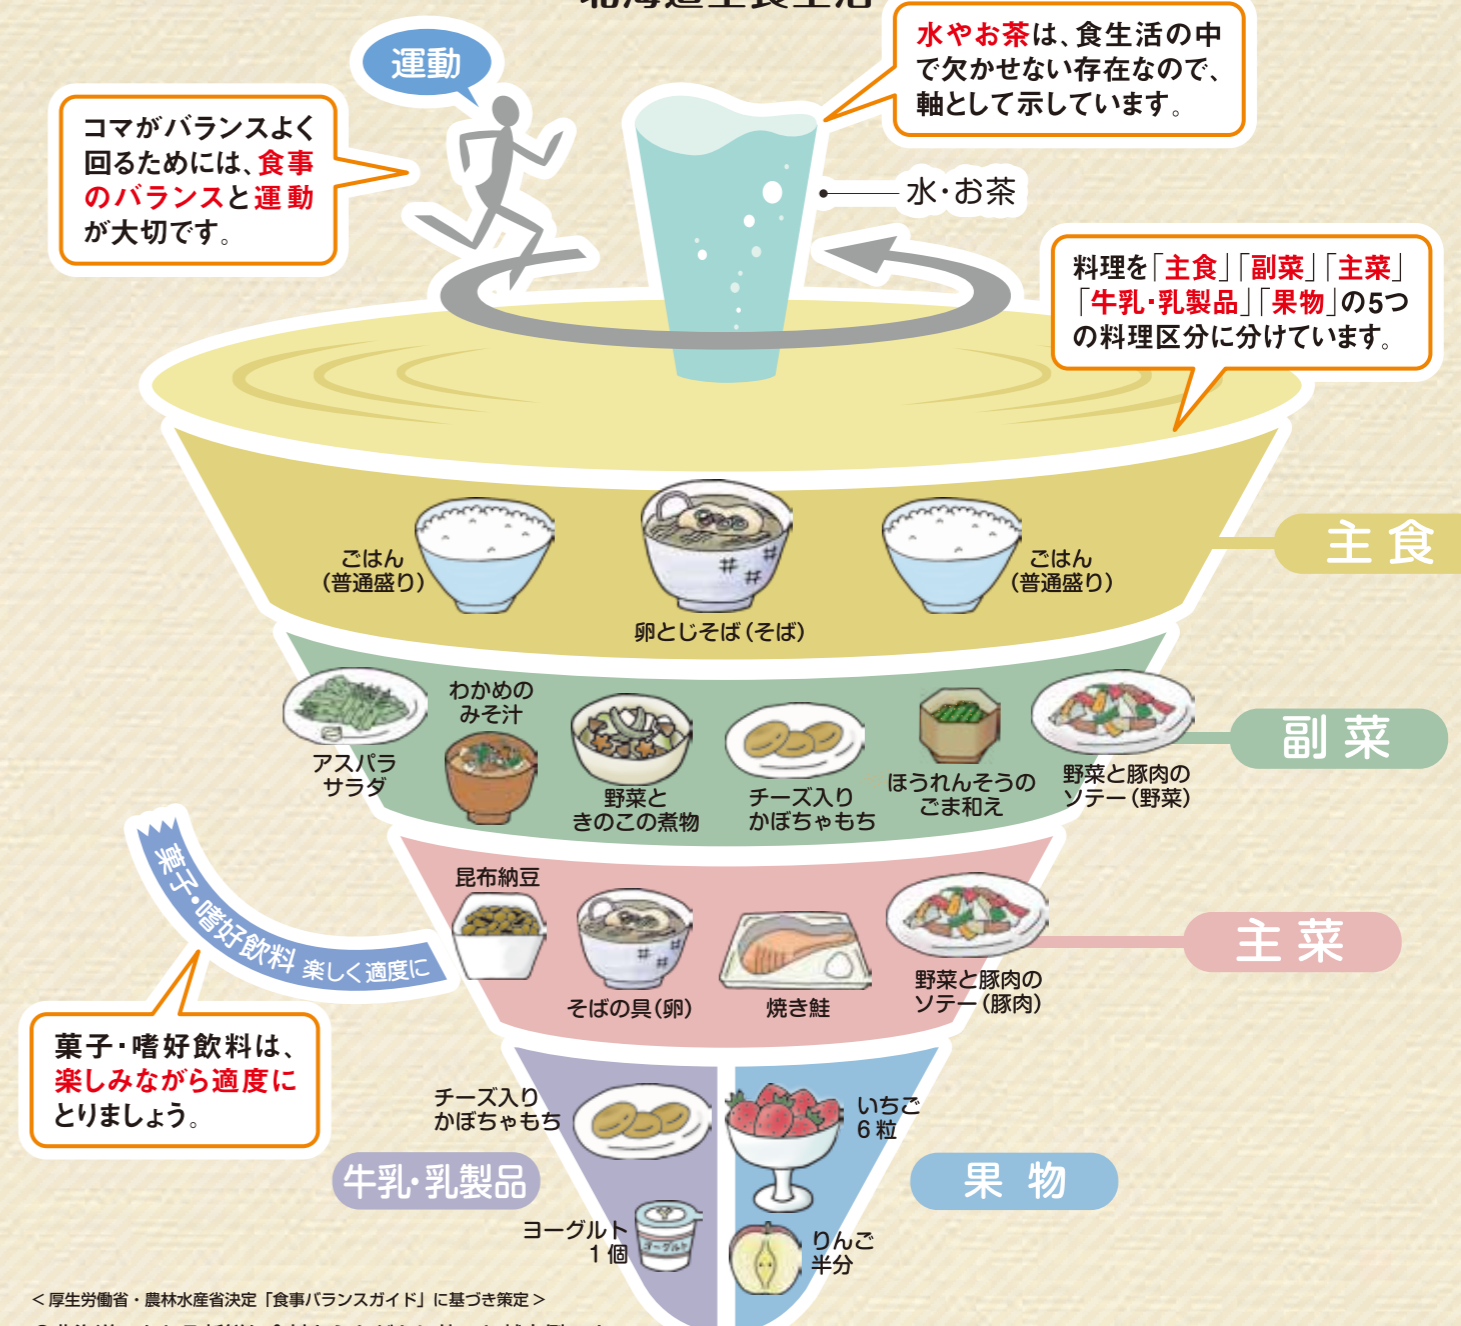 運動
水やお茶は、食生活の中
で欠かせない存在なので、
軸として示しています。
コマがバランスよく
回るためには、食事
のバランスと運動
が大切です。
水・お茶
料理を「主食」「副菜」「主菜」
「牛乳・乳製品」「果物」の5つ
の料理区分に分けています。
主食
ごはん
(普通盛り)
卵とじそば(そば)
ごはん
(普通盛り)
副菜
アスパラ
サラダ
わかめの
みそ汁
野菜と
きのこの煮物
チーズ入り
かぼちゃもち
ほうれんそうの
ごま和え
野菜と豚肉の
ソテー(野菜)
菓子・嗜好飲料 楽しく適度に
主菜
昆布納豆
そばの具(卵)
焼き鮭
野菜と豚肉の
ソテー(豚肉)
菓子・嗜好飲料は、
楽しみながら適度に
とりましょう。
チーズ入り
かぼちゃもち
いちご
6粒
牛乳・乳製品
果物
ヨーグルト
1個
ヨーグルト
りんご
半分
<厚生労働省・農林水産省決定「食事バランスガイド」に基づき策定>